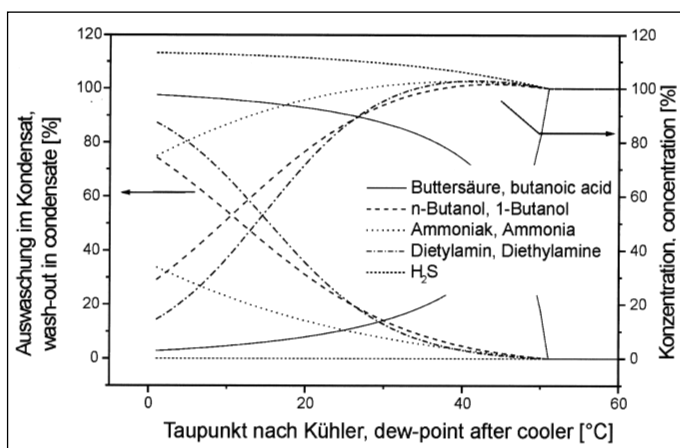 120
100
80
60
40
20
0
Auswaschung im Kondensat,
wash-out in condensate [%]
120
100
80
60
40
20
0
Konzentration, concentration [%]
Buttersäure, butanoic acid
n-Butanol, 1-Butanol
Ammoniak, Ammonia
Dietylamin, Diethylamine
H₂S
0
20
40
60
Taupunkt nach Kühler, dew-point after cooler [°C]